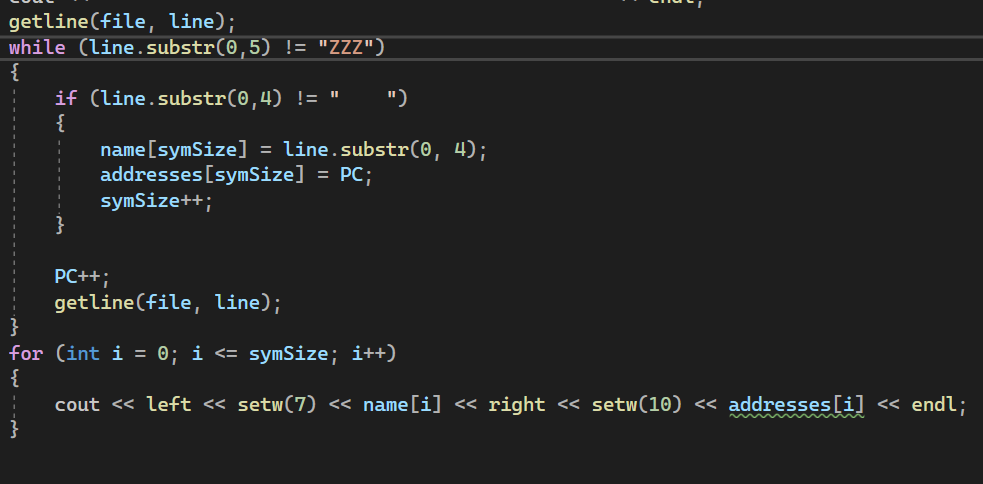 getline(file, line);
while (line.substr(0,5) != "ZZZ")
{
    if (line.substr(0,4) != "    ")
    {
        name[symSize] = line.substr(0, 4);
        addresses[symSize] = PC;
        symSize++;
    }

    PC++;
    getline(file, line);
}
for (int i = 0; i <= symSize; i++)
{
    cout << left << setw(7) << name[i] << right << setw(10) << addresses[i] << endl;
}